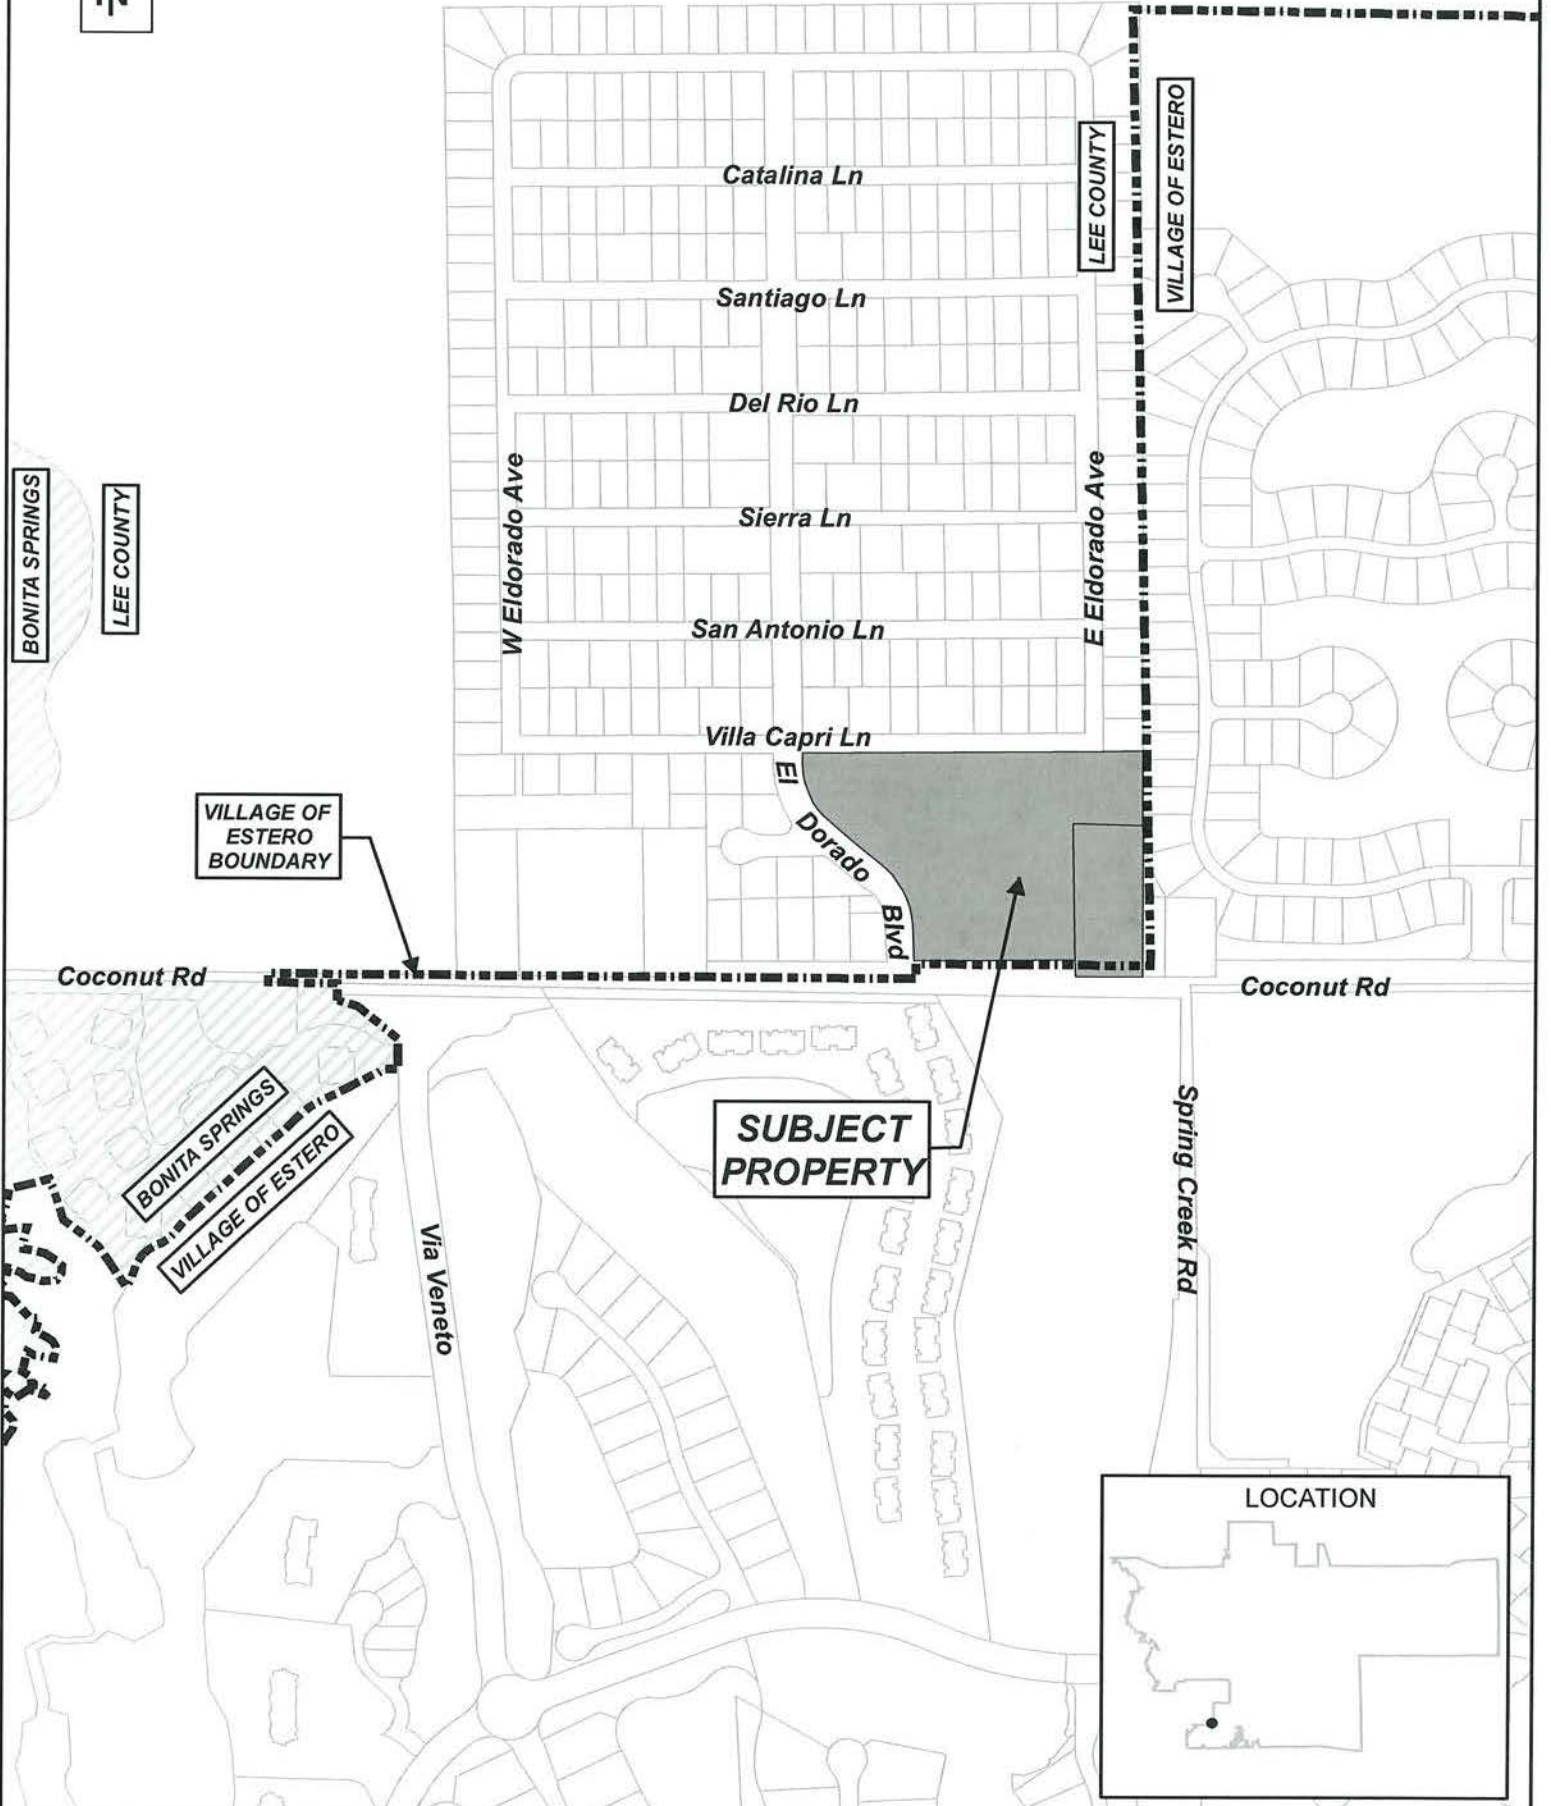 Catalina Ln
LEE COUNTY
VILLAGE OF ESTERO
Santiago Ln
Del Rio Ln
W Eldorado Ave
E Eldorado Ave
BONITA SPRINGS
LEE COUNTY
Sierra Ln
San Antonio Ln
Villa Capri Ln
El
Dorado
Blvd
VILLAGE OF
ESTERO
BOUNDARY
Coconut Rd
Coconut Rd
SUBJECT
PROPERTY
BONITA SPRINGS
VILLAGE OF ESTERO
Spring Creek Rd
Via Veneto
LOCATION